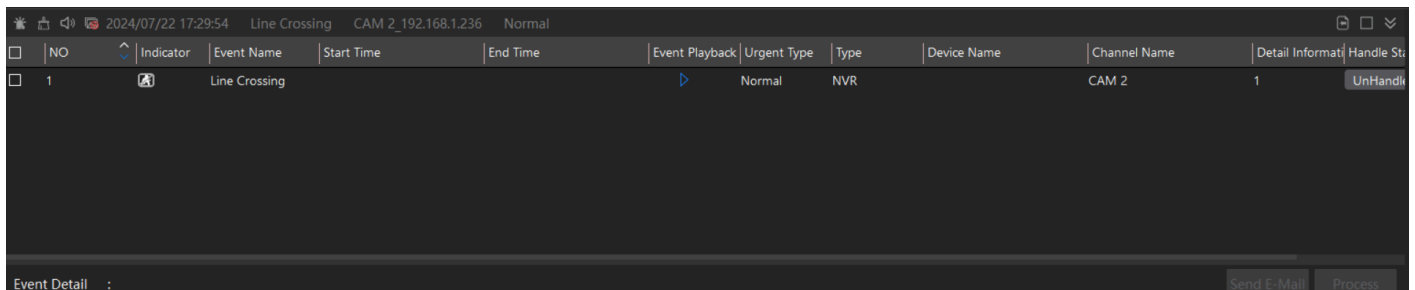 2024/07/22 17:29:54 Line Crossing CAM 2_192.168.1.236 Normal
NO Indicator Event Name Start Time End Time Event Playback Urgent Type Type Device Name Channel Name Detail Informati Handle Sta
1 Line Crossing Normal NVR CAM 2 1 UnHandle
Event Detail : Send E-Mail Process